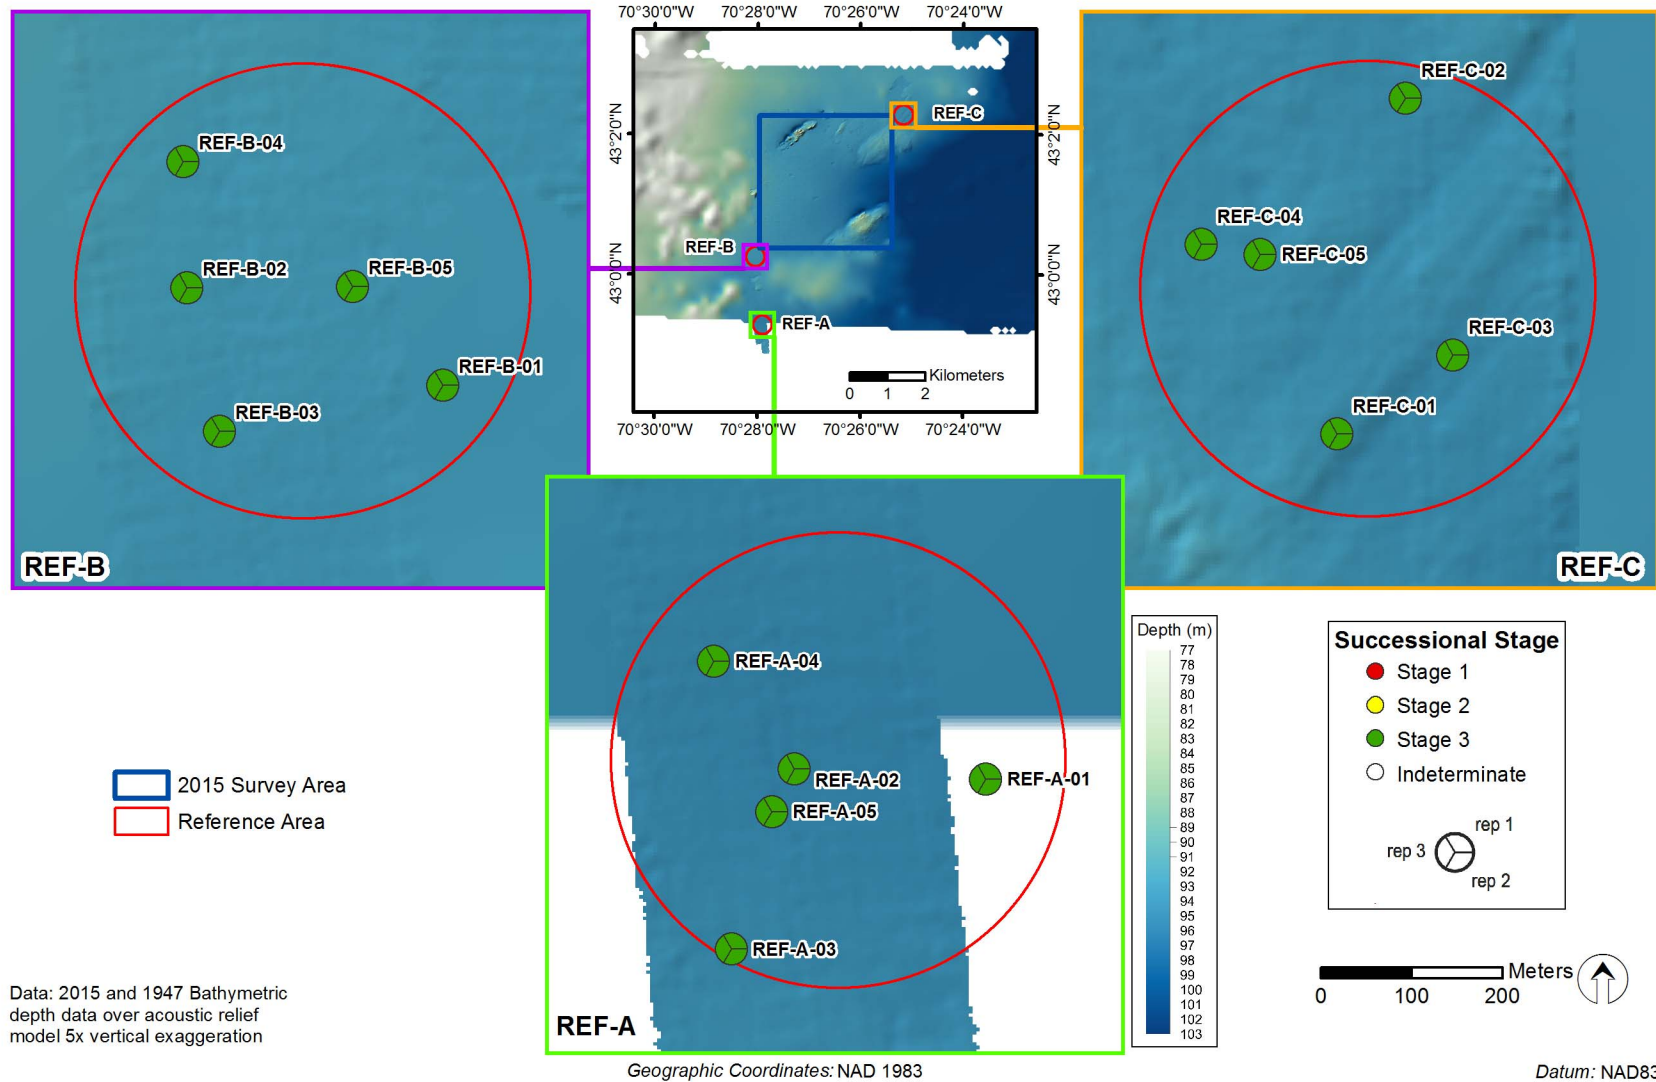 70°30'0"W
70°28'0"W
70°26'0"W
70°24'0"W
43°2'0"N
43°0'0"N
43°2'0"N
43°0'0"N
REF-C
REF-B
REF-A
Kilometers
0 1 2
70°30'0"W
70°28'0"W
70°26'0"W
70°24'0"W
REF-B-04
REF-B-02
REF-B-05
REF-B-01
REF-B-03
REF-B
REF-C-02
REF-C-04
REF-C-05
REF-C-03
REF-C-01
REF-C
REF-A-04
REF-A-02
REF-A-01
REF-A-05
REF-A-03
REF-A
Depth (m)
77
78
79
80
81
82
83
84
85
86
87
88
89
90
91
92
93
94
95
96
97
98
99
100
101
102
103
Successional Stage
Stage 1
Stage 2
Stage 3
Indeterminate
rep 1
rep 3
rep 2
2015 Survey Area
Reference Area
Meters
0 100 200
Data: 2015 and 1947 Bathymetric
depth data over acoustic relief
model 5x vertical exaggeration
Geographic Coordinates: NAD 1983
Datum: NAD83